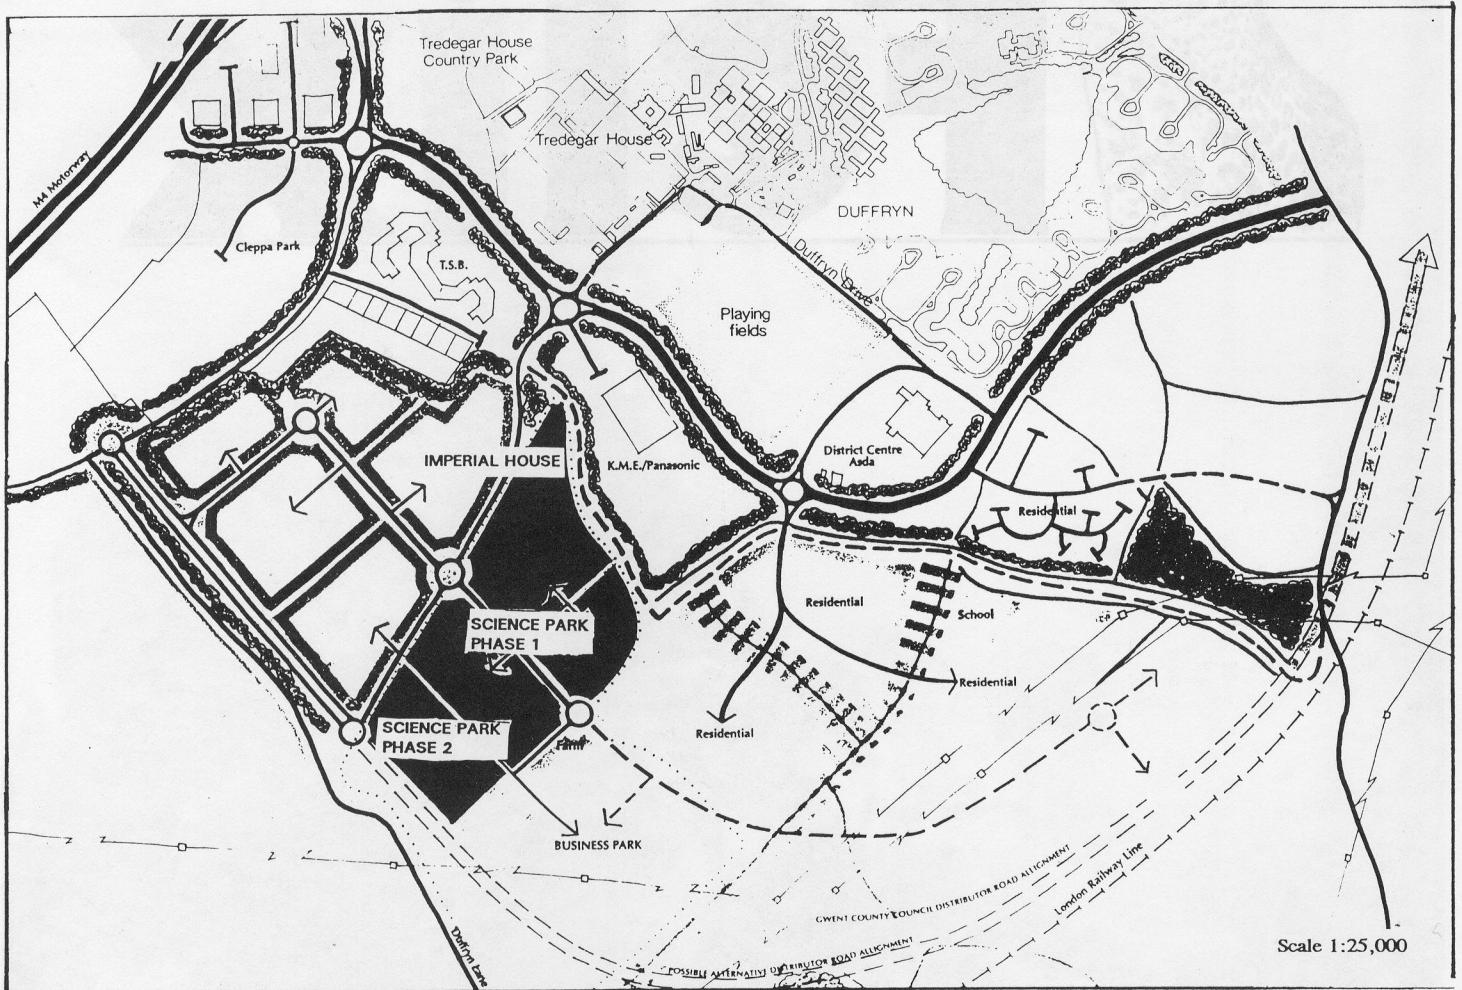 Tredegar House
Country Park
M4 Motorway
Tredegar House
Cleppa Park
T.S.B.
DUFFRYN
Duffryn Drive
Playing
fields
IMPERIAL HOUSE
K.M.E./Panasonic
District Centre
Asda
Residential
SCIENCE PARK
PHASE 1
Residential
School
Residential
SCIENCE PARK
PHASE 2
Farm
Residential
BUSINESS PARK
GWENT COUNTY COUNCIL DISTRIBUTOR ROAD ALLIGNMENT
London Railway Line
Duffryn Lane
POSSIBLE ALTERNATIVE DISTRIBUTOR ROAD ALLIGNMENT
Scale 1:25,000